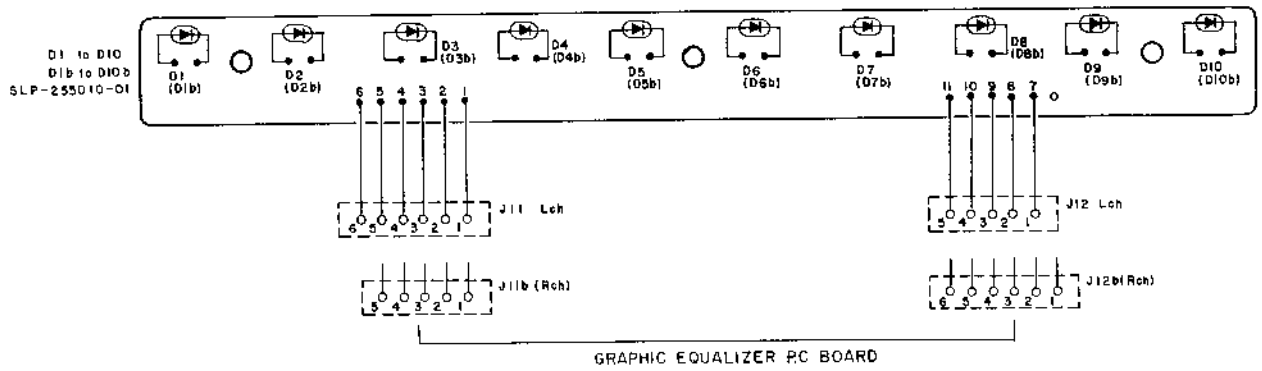 D1 to D10
D1b to D10b
SLP-255D10-01
D1
(D1b)
D2
(D2b)
D3
(D3b)
D4
(D4b)
D5
(D5b)
D6
(D6b)
D7
(D7b)
D8
(D8b)
D9
(D9b)
D10
(D10b)
6 5 4 3 2 1
11 10 9 8 7
J11 Lch
6 5 4 3 2 1
J12 Lch
5 4 3 2 1
J11b (Rch)
5 4 3 2 1
J12b (Rch)
6 5 4 3 2 1
GRAPHIC EQUALIZER P.C BOARD